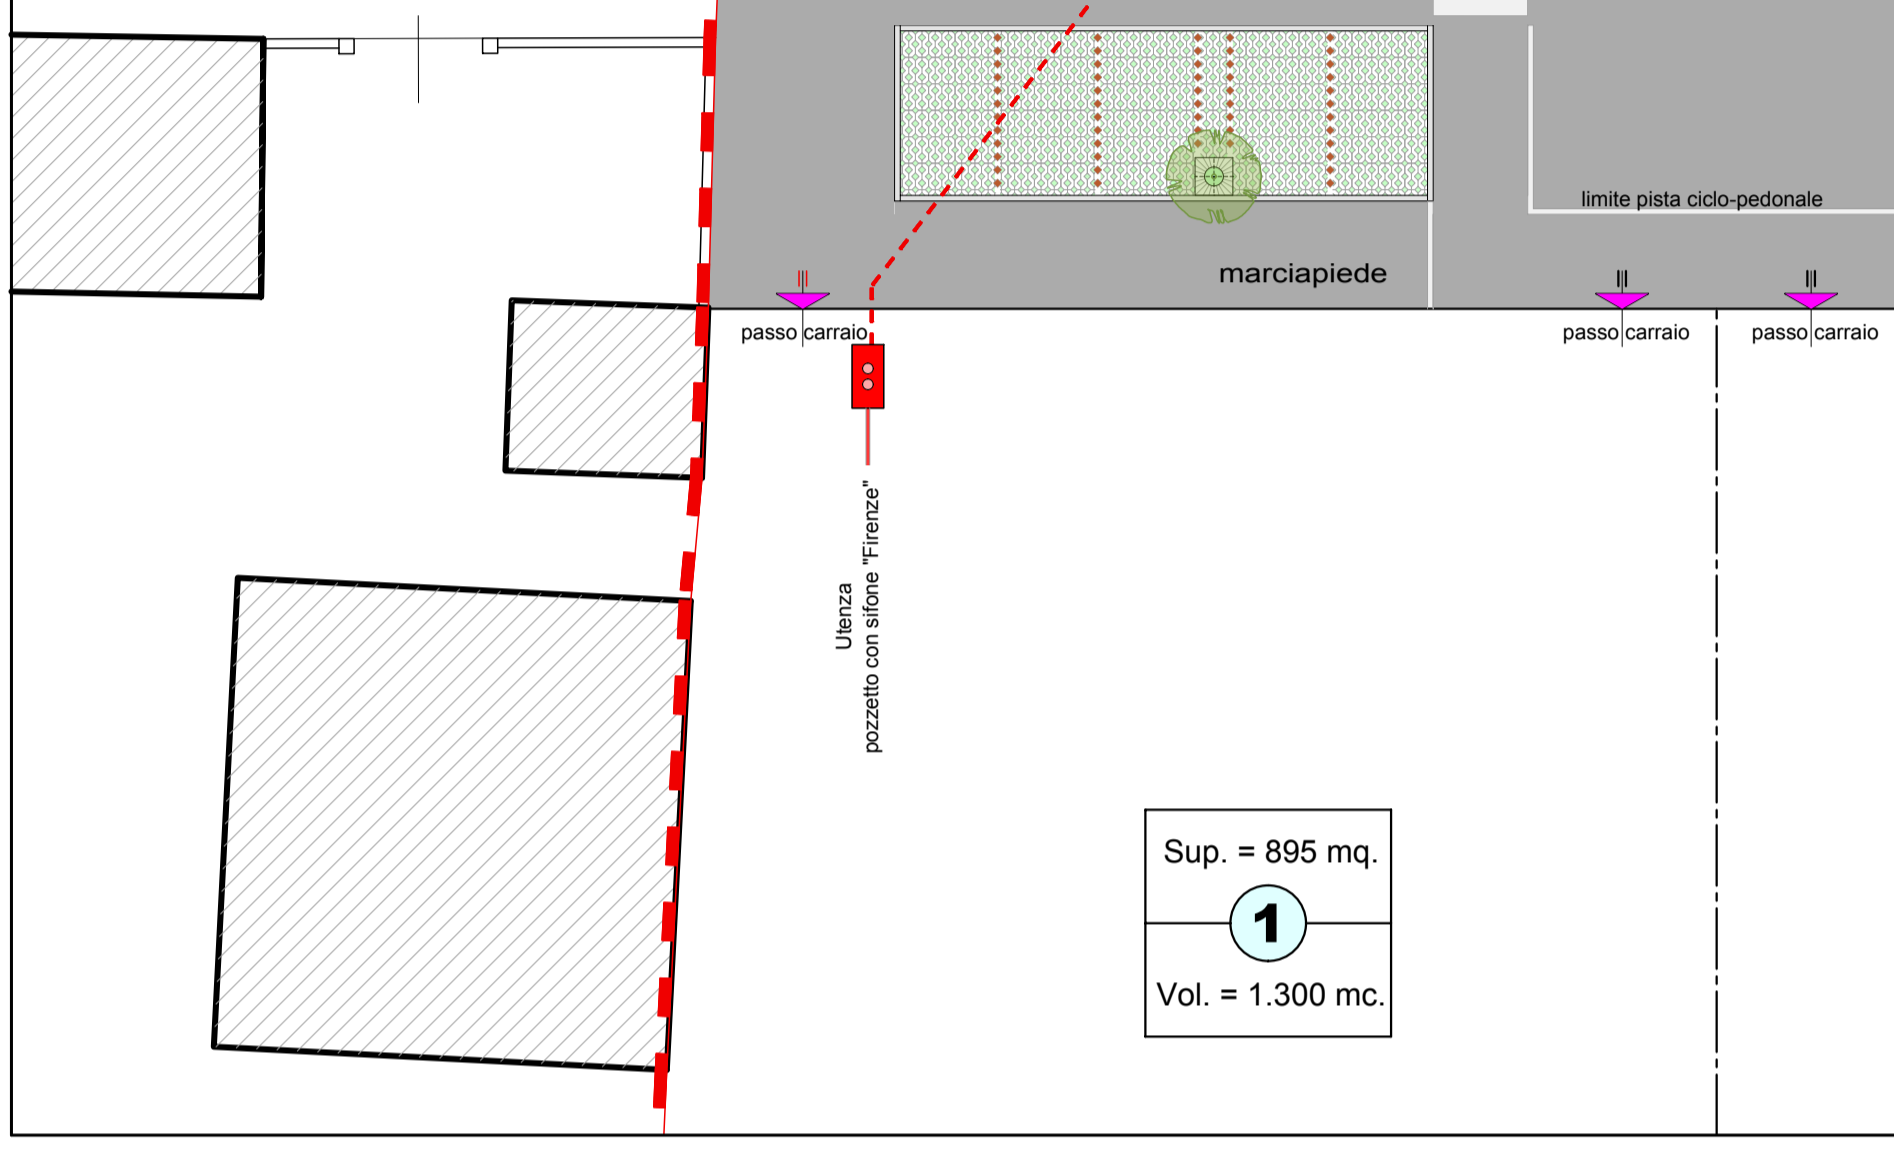 limite pista ciclo-pedonale
marciapiede
passo carraio
passo carraio
passo carraio
Utenza
pozzetto con sifone "Firenze"
Sup. = 895 mq.
1
Vol. = 1.300 mc.